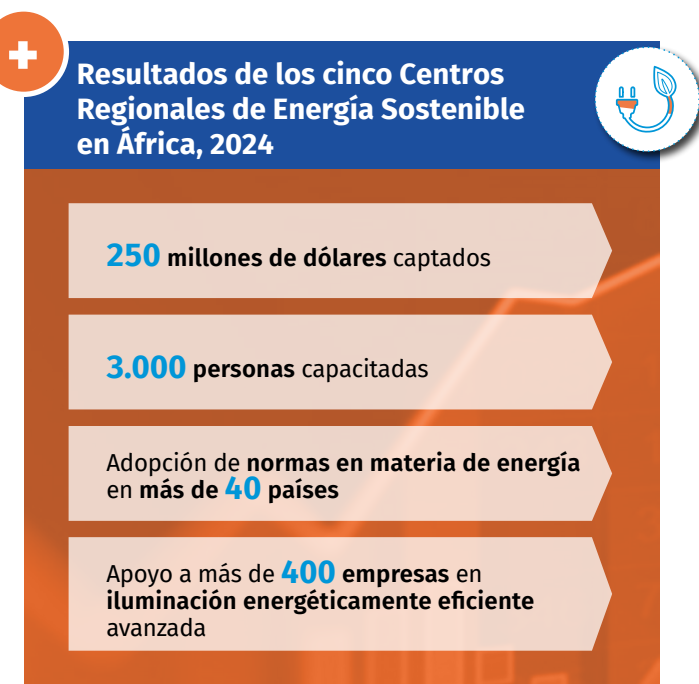 Resultados de los cinco Centros
Regionales de Energía Sostenible
en África, 2024
250 millones de dólares captados
3.000 personas capacitadas
Adopción de normas en materia de energía
en más de 40 países
Apoyo a más de 400 empresas en
iluminación energéticamente eficiente
avanzada